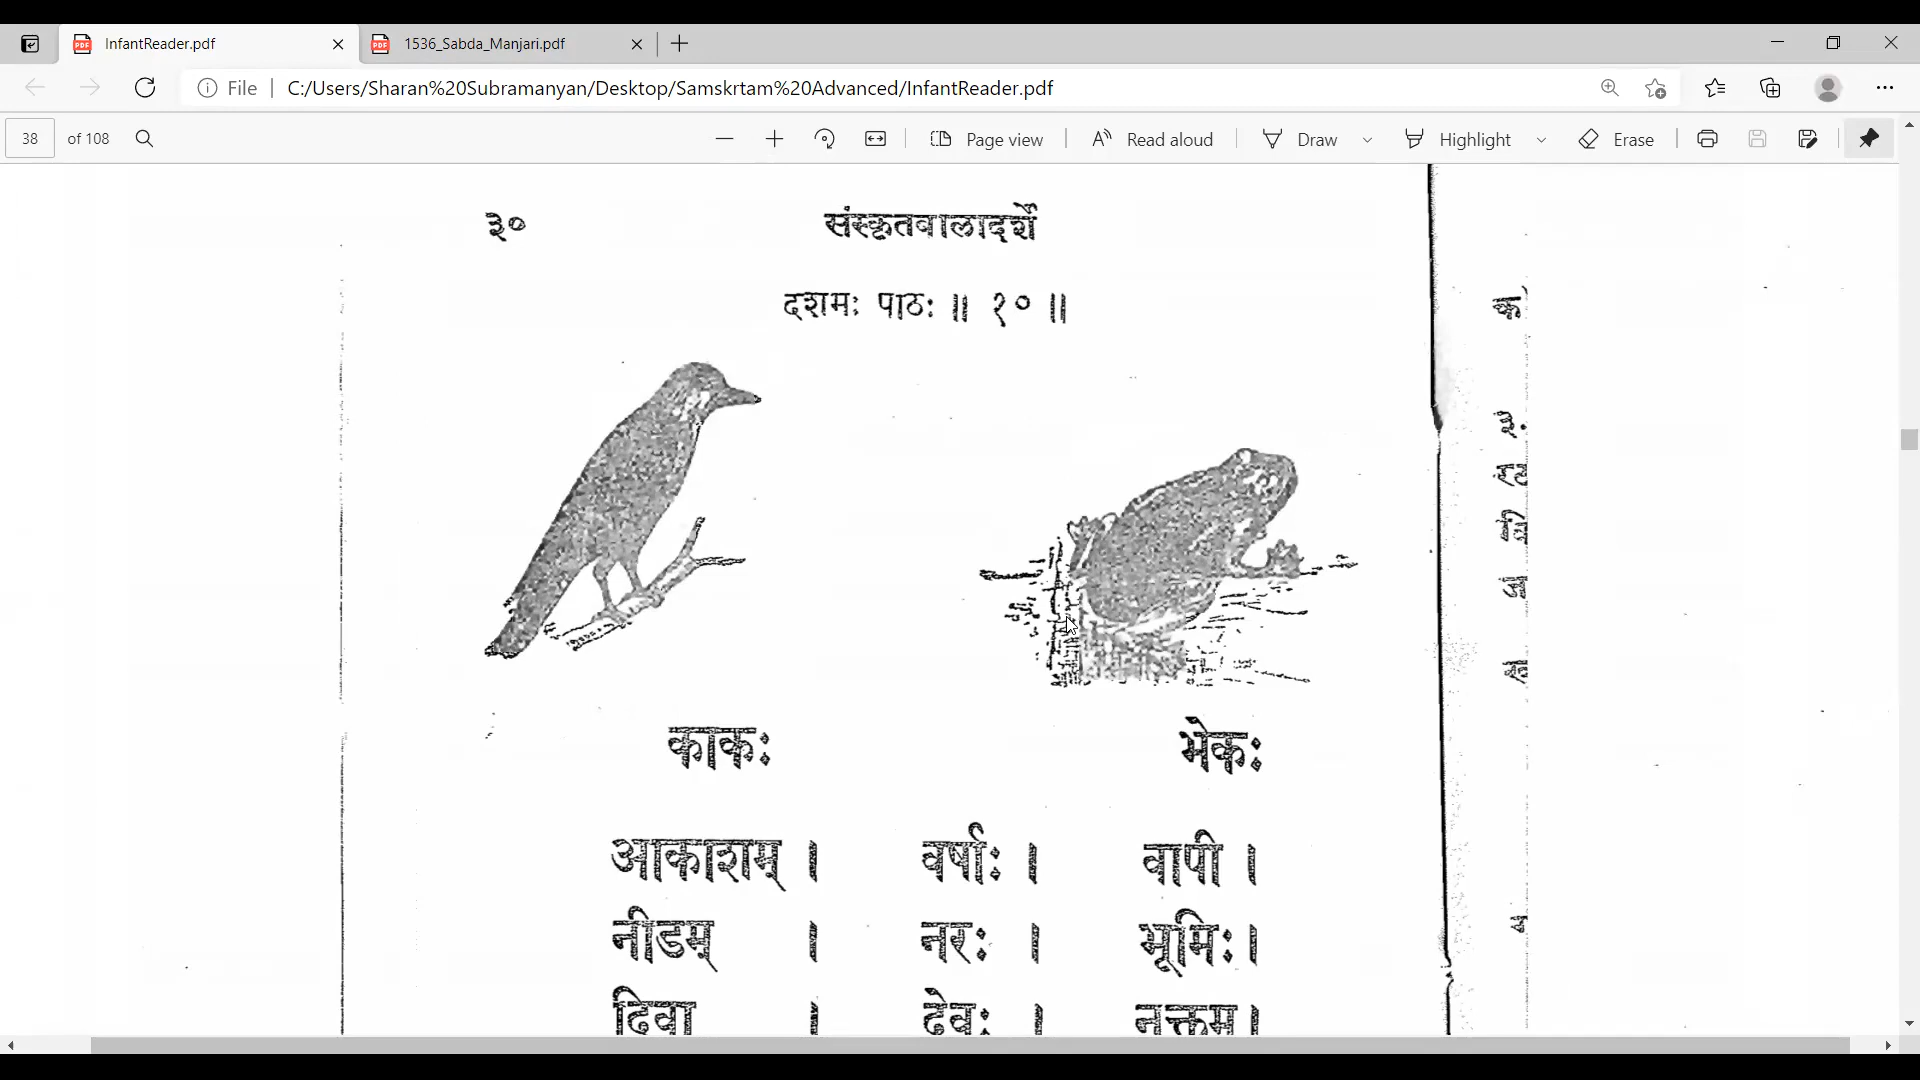 InfantReader.pdf
1536_Sabda_Manjari.pdf
File
C:/Users/Sharan%20Subramanyan/Desktop/Samskrtam%20Advanced/InfantReader.pdf
38 of 108
Page view
Read aloud
Draw
Highlight
Erase
३० संस्कृतबालादर्शे
दशमः पाठः ॥ १० ॥
काकः भेकः
आकाशम् । वर्षाः । वापी ।
नीडम् । नरः । भूमिः ।
दिवा । देवः । नक्तम् ।